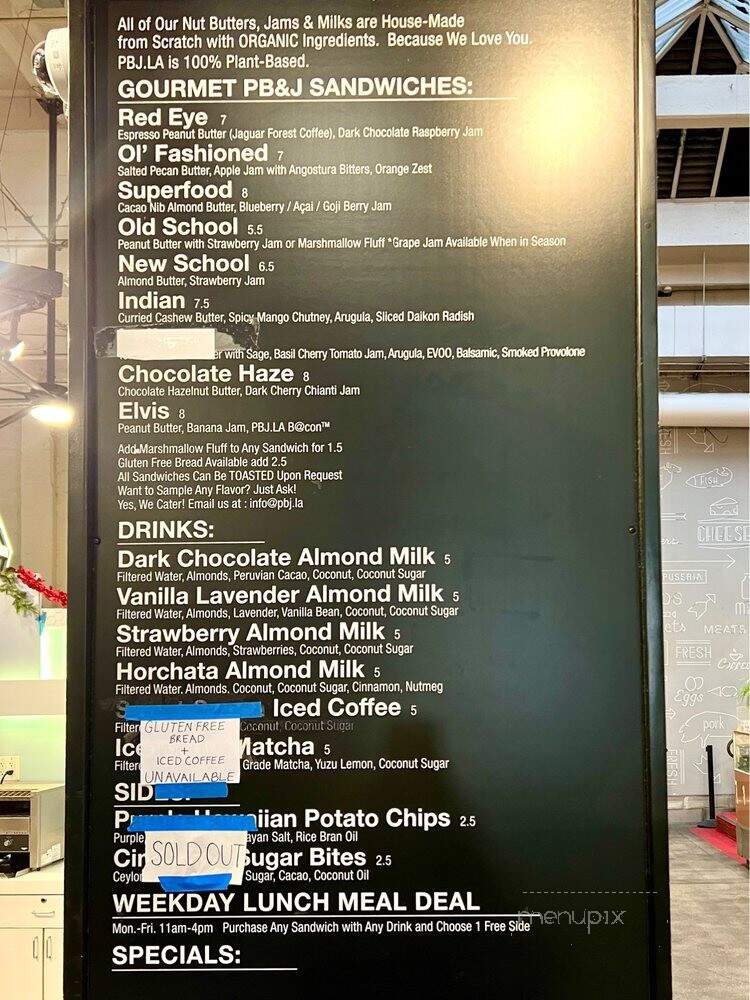 All of Our Nut Butters, Jams & Milks are House-Made
from Scratch with ORGANIC Ingredients. Because We Love You.
PBJ.LA is 100% Plant-Based.
GOURMET PB&J SANDWICHES:
Red Eye 7
Espresso Peanut Butter (Jaguar Forest Coffee), Dark Chocolate Raspberry Jam
Ol' Fashioned 7
Salted Pecan Butter, Apple Jam with Angostura Bitters, Orange Zest
Superfood 8
Cacao Nib Almond Butter, Blueberry / Açai / Goji Berry Jam
Old School 5.5
Peanut Butter with Strawberry Jam or Marshmallow Fluff *Grape Jam Available When in Season
New School 6.5
Almond Butter, Strawberry Jam
Indian 7.5
Curried Cashew Butter, Spicy Mango Chutney, Arugula, Sliced Daikon Radish
with Sage, Basil Cherry Tomato Jam, Arugula, EVOO, Balsamic, Smoked Provolone
Chocolate Haze 8
Chocolate Hazelnut Butter, Dark Cherry Chianti Jam
Elvis 8
Peanut Butter, Banana Jam, PBJ.LA B@con™
Add Marshmallow Fluff to Any Sandwich for 1.5
Gluten Free Bread Available add 2.5
All Sandwiches Can Be TOASTED Upon Request
Want to Sample Any Flavor? Just Ask!
Yes, We Cater! Email us at : info@pbj.la
DRINKS:
Dark Chocolate Almond Milk 5
Filtered Water, Almonds, Peruvian Cacao, Coconut, Coconut Sugar
Vanilla Lavender Almond Milk 5
Filtered Water, Almonds, Lavender, Vanilla Bean, Coconut, Coconut Sugar
Strawberry Almond Milk 5
Filtered Water, Almonds, Strawberries, Coconut, Coconut Sugar
Horchata Almond Milk 5
Filtered Water. Almonds. Coconut, Coconut Sugar, Cinnamon, Nutmeg
Iced Coffee 5
Coconut, Coconut Sugar
GLUTEN FREE
BREAD
+
ICED COFFEE
UNAVAILABLE
Matcha 5
Grade Matcha, Yuzu Lemon, Coconut Sugar
SIDES:
Purple Hawaiian Potato Chips 2.5
Purple Salt, Rice Bran Oil
SOLD OUT
Sugar Bites 2.5
Sugar, Cacao, Coconut Oil
WEEKDAY LUNCH MEAL DEAL
Mon.-Fri. 11am-4pm Purchase Any Sandwich with Any Drink and Choose 1 Free Side
SPECIALS:
menupix
FISH
CHEESE
PUSERIA
MEATS
FRESH
Coffee
Eggs
pork
FRESH